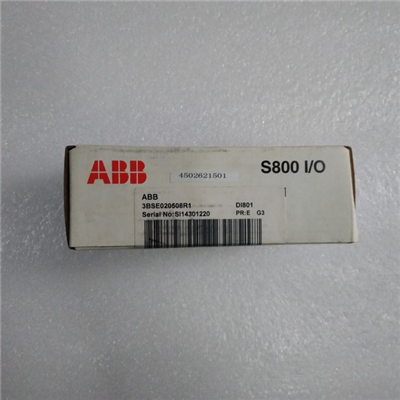 ABB
4502621501
S800 I/O
ABB
1
3BSE020508R1 DI801
Serial No:SI14301220 PR:E G3